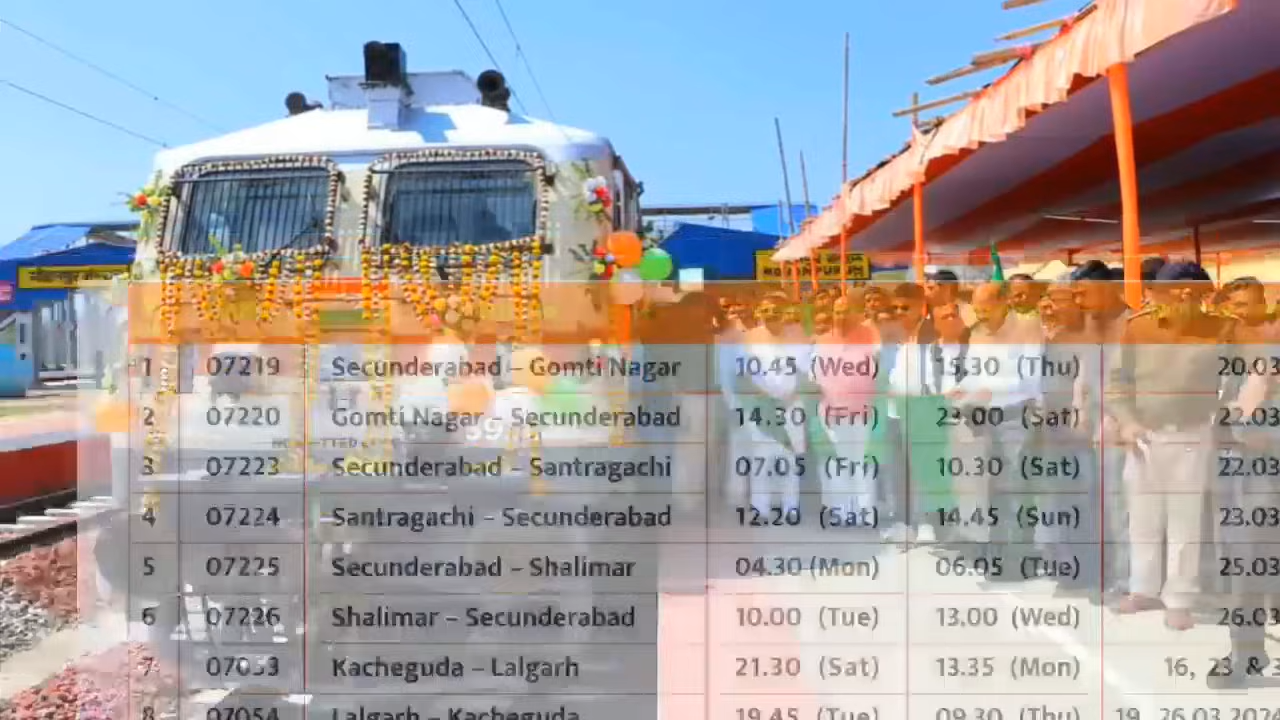 1 07219 Secunderabad – Gomti Nagar 10.45 (Wed) 15.30 (Thu) 20.03
2 07220 Gomti Nagar – Secunderabad 14.30 (Fri) 23.00 (Sat) 22.03
3 07223 Secunderabad – Santragachi 07.05 (Fri) 10.30 (Sat) 22.03
4 07224 Santragachi – Secunderabad 12.20 (Sat) 14.45 (Sun) 23.03
5 07225 Secunderabad – Shalimar 04.30 (Mon) 06.05 (Tue) 25.03
6 07226 Shalimar – Secunderabad 10.00 (Tue) 13.00 (Wed) 26.03
7 07053 Kacheguda – Lalgarh 21.30 (Sat) 13.35 (Mon) 16, 23 &
8 07054 Lalgarh – Kacheguda 19.45 (Tue) 09.30 (Thu) 19, 26.03.2024